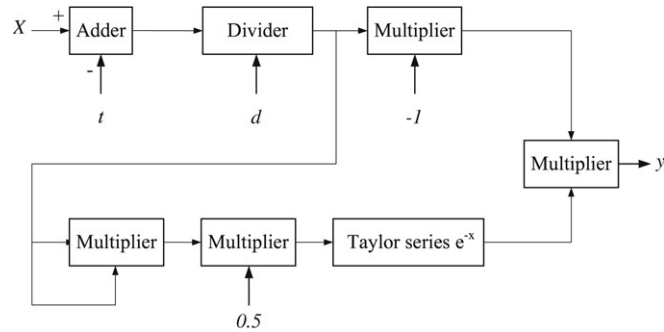 X + Adder Divider Multiplier
-
t d -1
Multiplier y
Multiplier Multiplier Taylor series e⁻ˣ
0.5